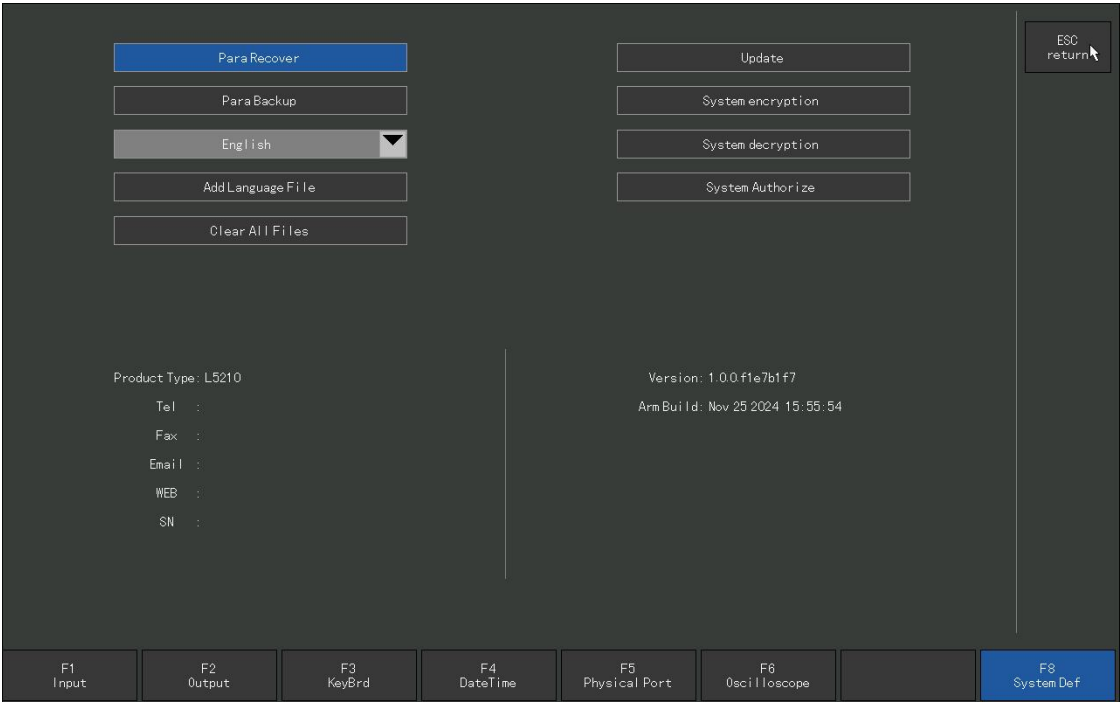 Para Recover
Para Backup
English
Add Language File
Clear All Files
Update
System encryption
System decryption
System Authorize
ESC
return
Product Type: L5210
Tel :
Fax :
Email :
WEB :
SN :
Version: 1.0.0.f1e7b1f7
Arm Build: Nov 25 2024 15:55:54
F1
Input
F2
Output
F3
KeyBrd
F4
DateTime
F5
Physical Port
F6
Oscilloscope
F8
System Def